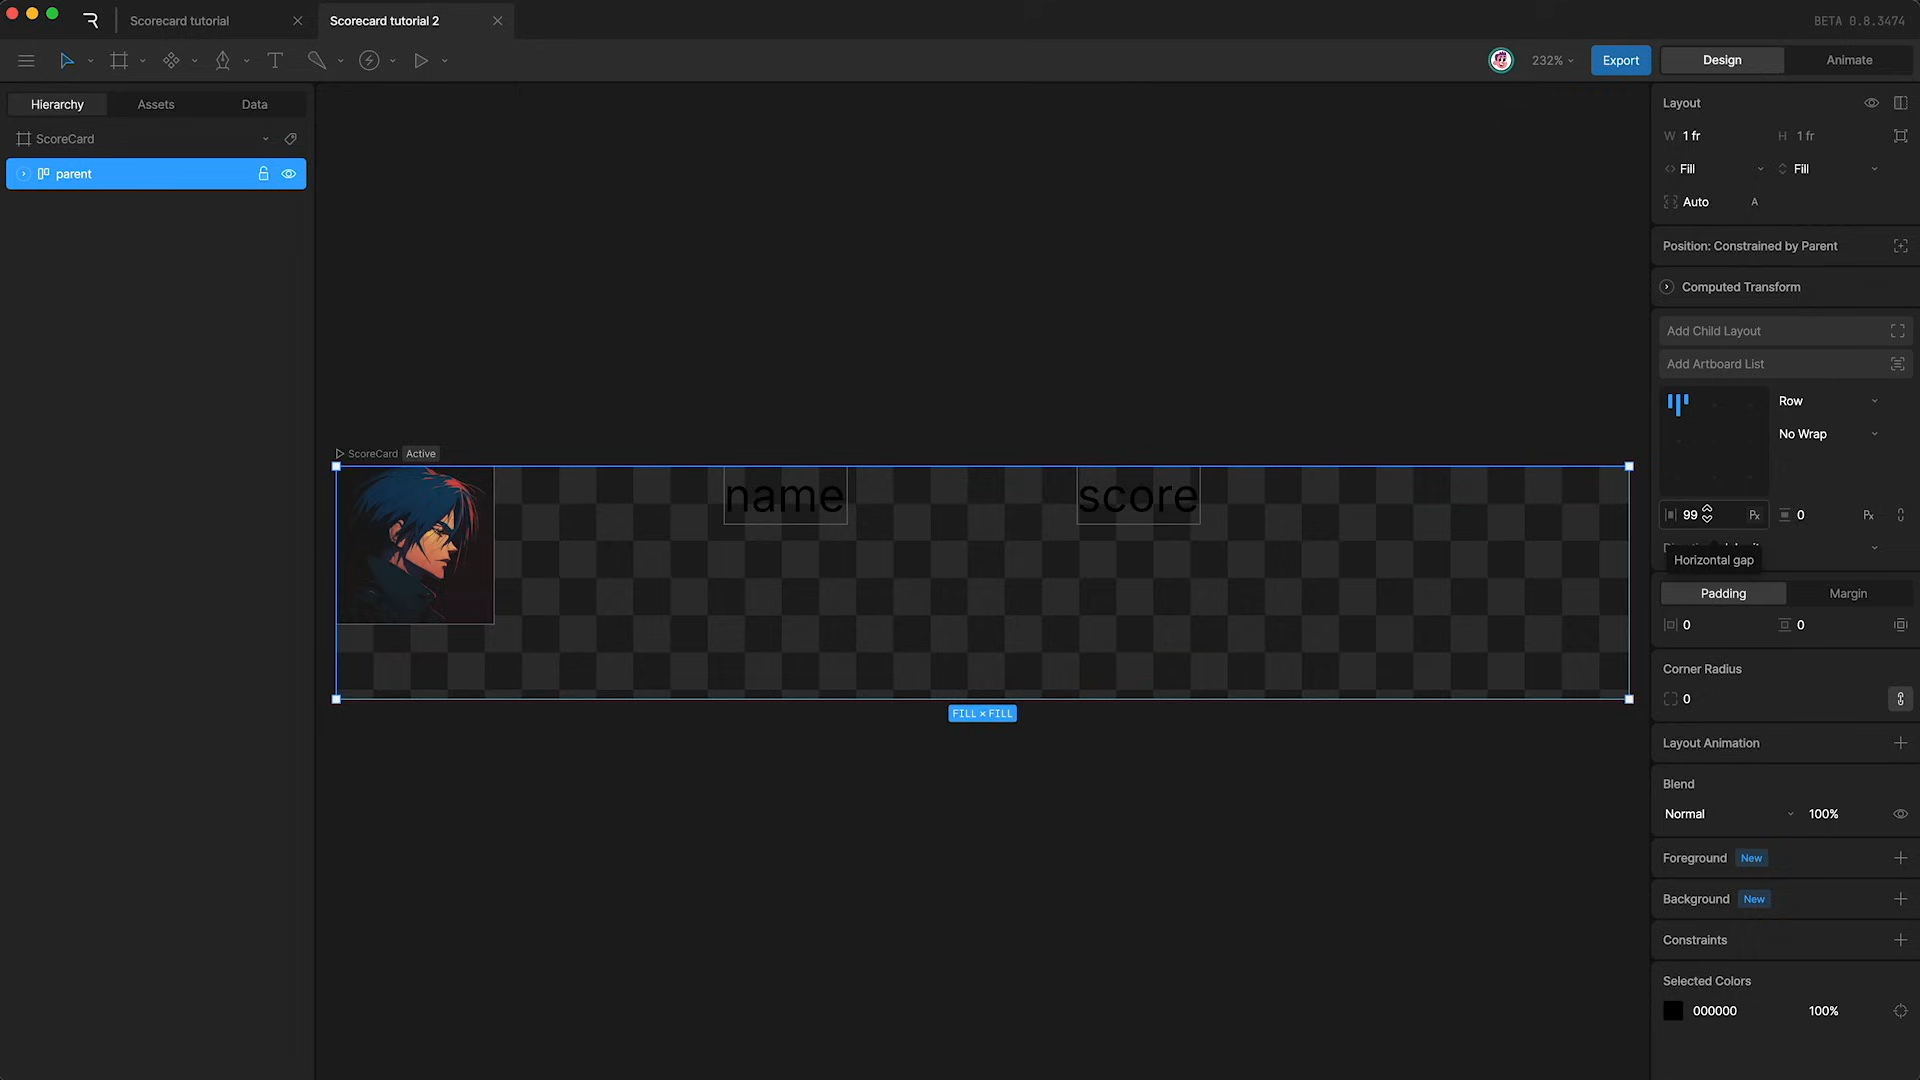 Scorecard tutorial
Scorecard tutorial 2
BETA 0.8.3474
232%
Export
Design
Animate
Hierarchy
Assets
Data
ScoreCard
parent
ScoreCard
Active
name
score
FILL × FILL
Layout
W 1 fr
H 1 fr
Fill
Fill
Auto
A
Position: Constrained by Parent
Computed Transform
Add Child Layout
Add Artboard List
Row
No Wrap
99
Px
0
Px
Horizontal gap
Padding
Margin
0
0
Corner Radius
0
Layout Animation
Blend
Normal
100%
Foreground
New
Background
New
Constraints
Selected Colors
000000
100%